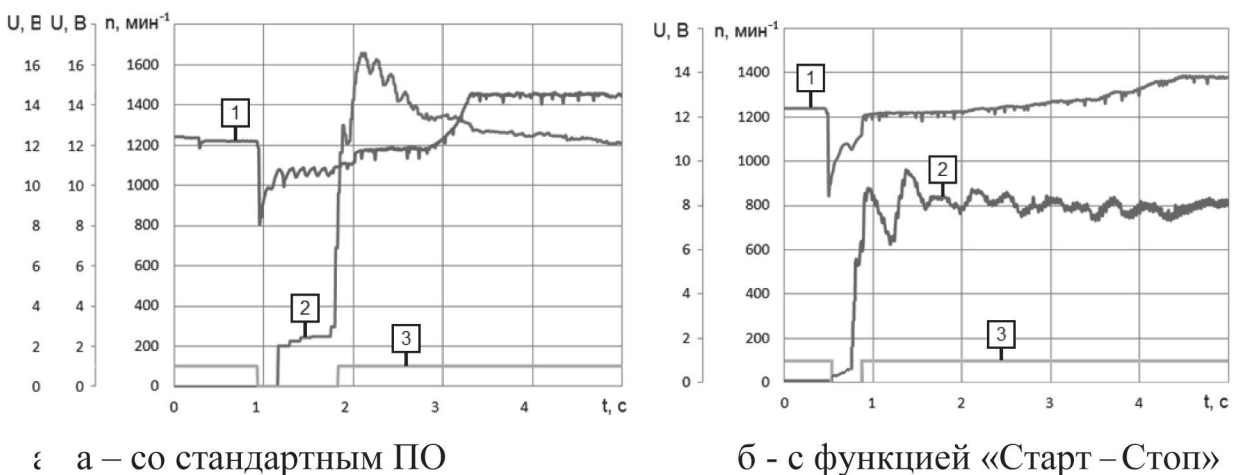 U, B U, B n, мин⁻¹
16 16 1600
14 14 1400
12 12 1200
10 10 1000
8 8 800
6 6 600
4 4 400
2 2 200
0 0 0
0 1 2 3 4 t, c
1
2
3
а – со стандартным ПО
U, B n, мин⁻¹
14 1400
12 1200
10 1000
8 800
6 600
4 400
2 200
0 0
0 1 2 3 4 t, c
1
2
3
б - с функцией «Старт – Стоп»